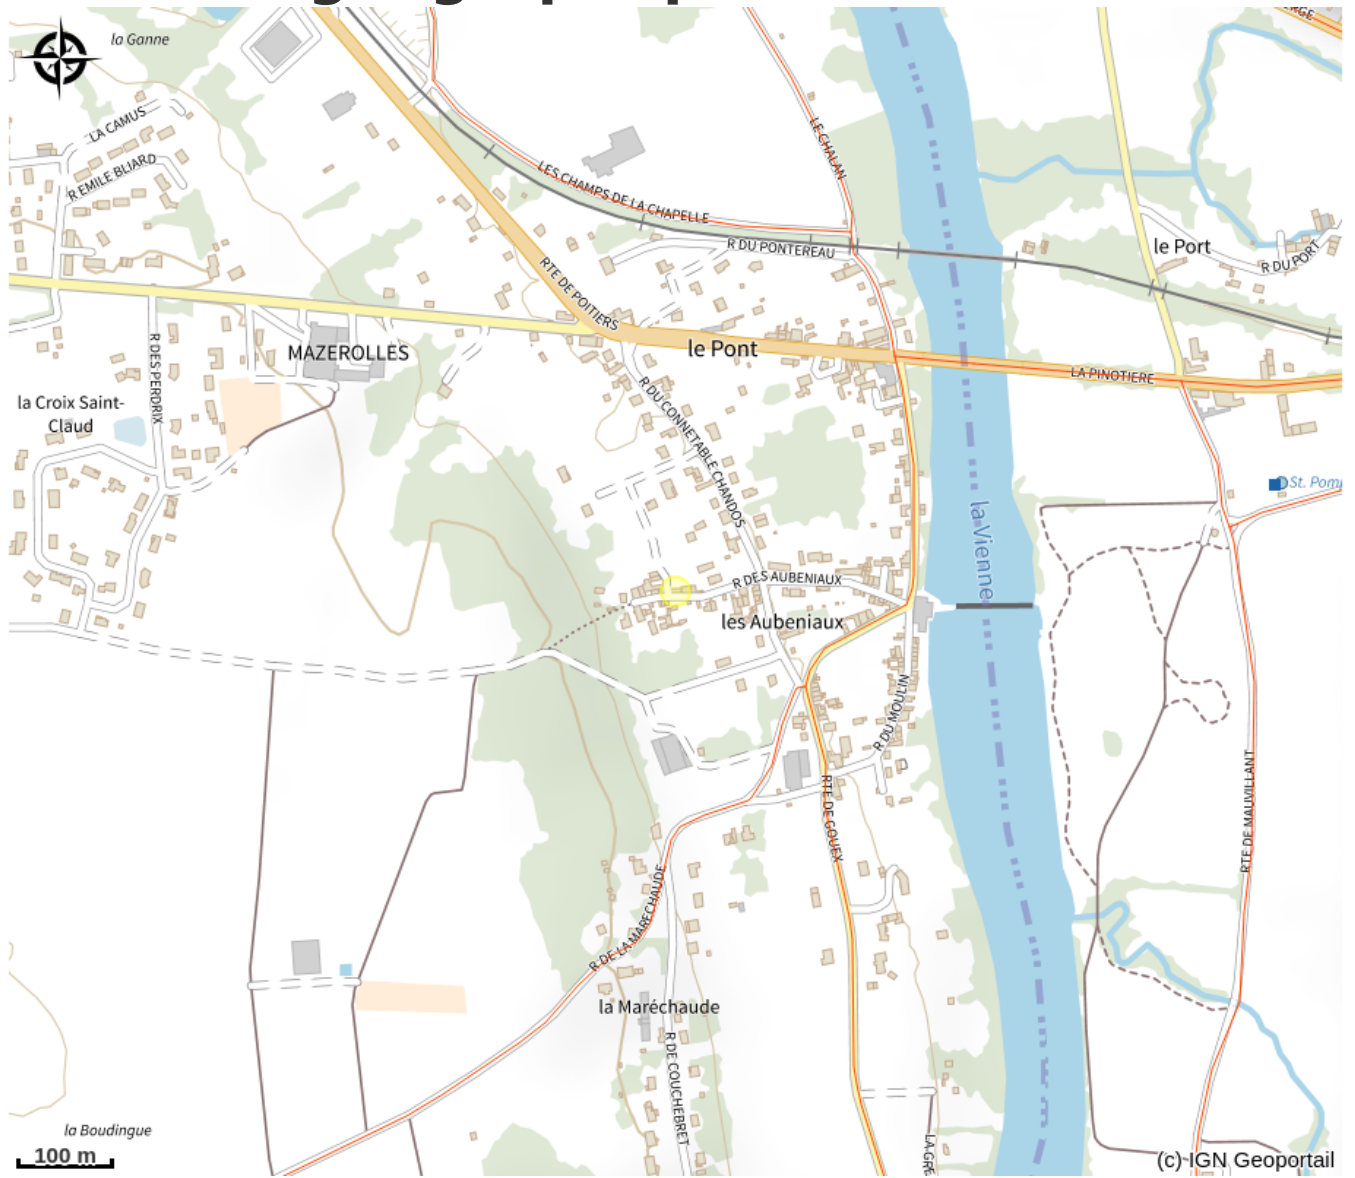 la Ganne
LA CAMUS
R EMILE BLIARD
LE CHALAN
LES CHAMPS DE LA CHAPELLE
R DU PONTEREAU
le Port
R DU PORT
RTE DE POITIERS
MAZEROLLES
le Pont
LA PINOTIERE
R DES PERDRIX
la Croix Saint-
Claud
R DU CONNETABLE CHANDOS
St. Pom
la Vienne
R DES AUBENIAUX
les Aubeniaux
R DU MOULIN
RTE DE GOUEX
RTE DE MAUVILLANT
R DE LA MARECHAUDE
la Maréchaude
R DE COUCHEBRET
la Boudingue
100 m
LA GRE
(c) IGN Geoportail